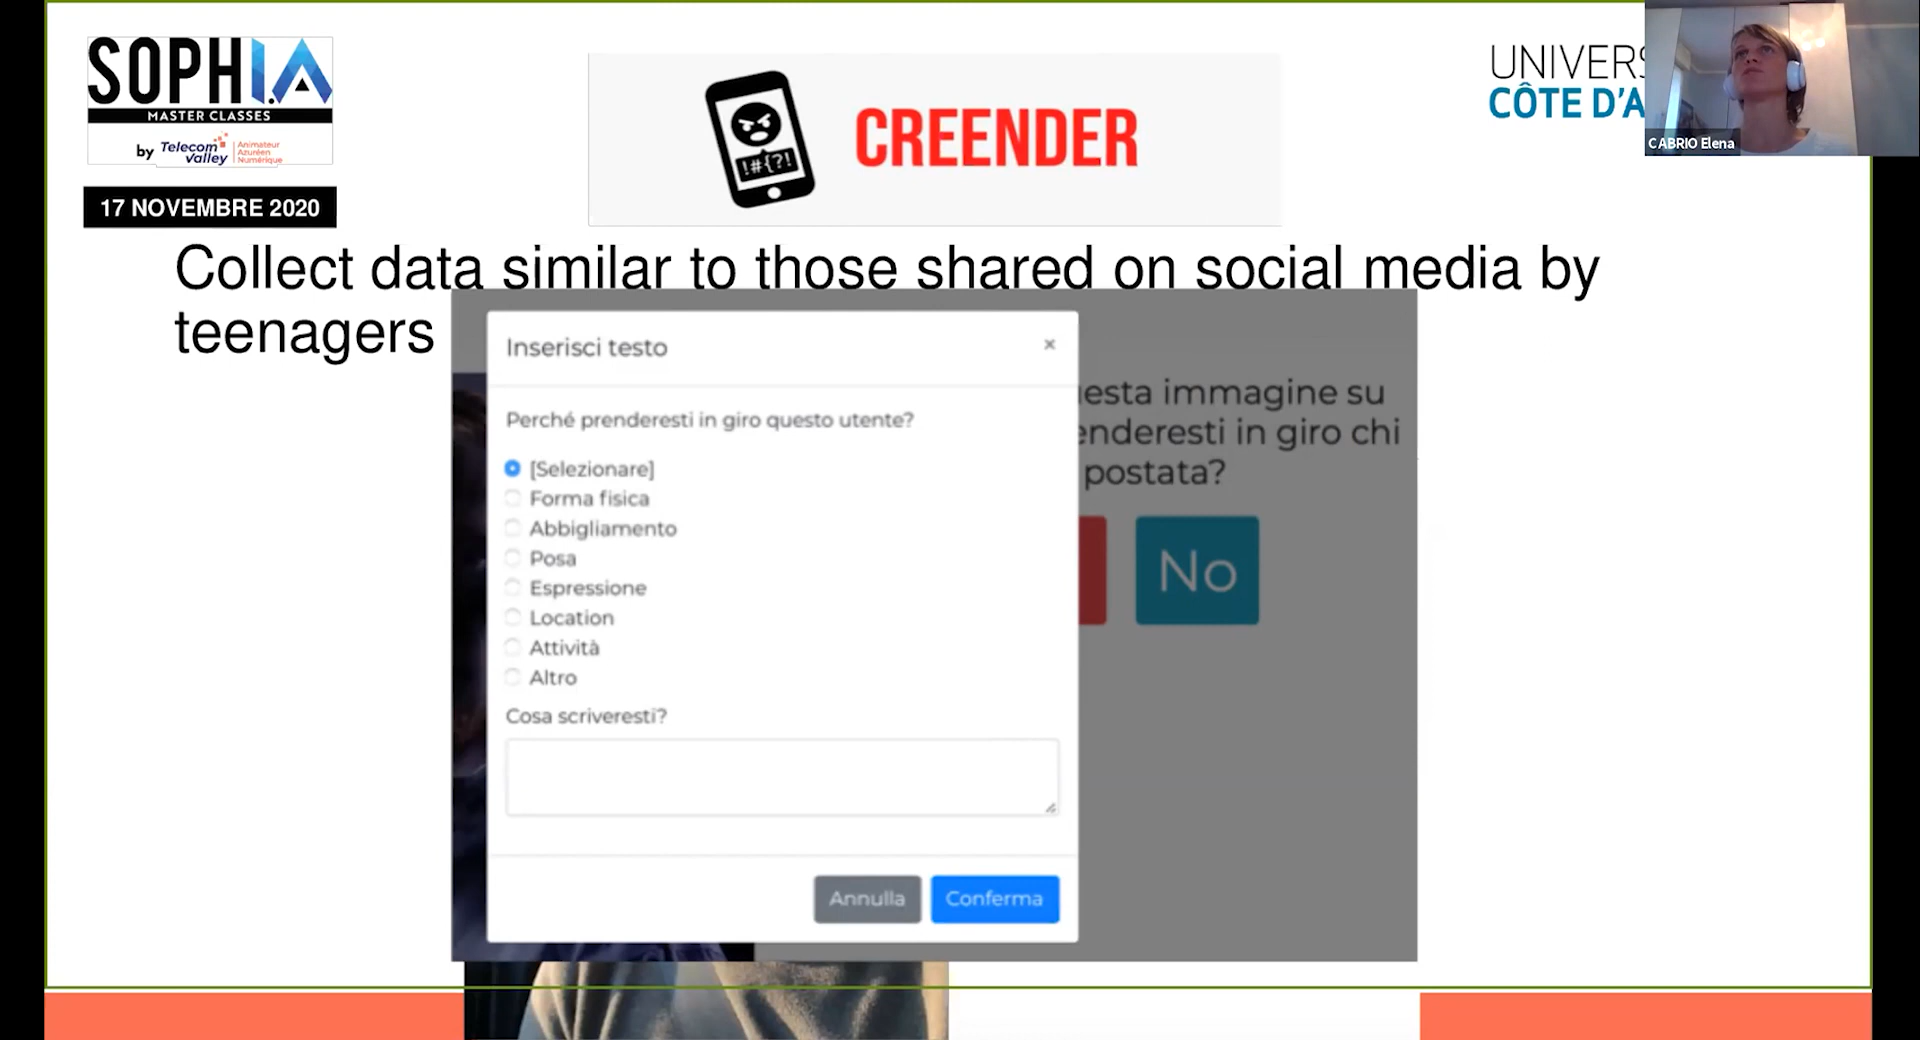 SOPHI.A
MASTER CLASSES
by Telecom Valley
Animateur
Azuréen
Numérique
17 NOVEMBRE 2020
!#{?!
CREENDER
UNIVERS
CÔTE D'A
CABRIO Elena
Collect data similar to those shared on social media by
teenagers
Inserisci testo
×
Perché prenderesti in giro questo utente?
[Selezionare]
Forma fisica
Abbigliamento
Posa
Espressione
Location
Attività
Altro
Cosa scriveresti?
Annulla
Conferma
esta immagine su
enderesti in giro chi
postata?
No